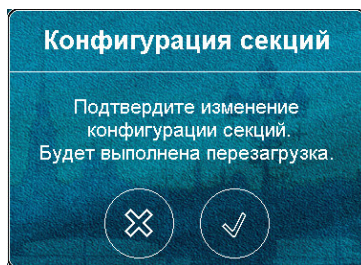 Конфигурация секций
Подтвердите изменение
конфигурации секций.
Будет выполнена перезагрузка.